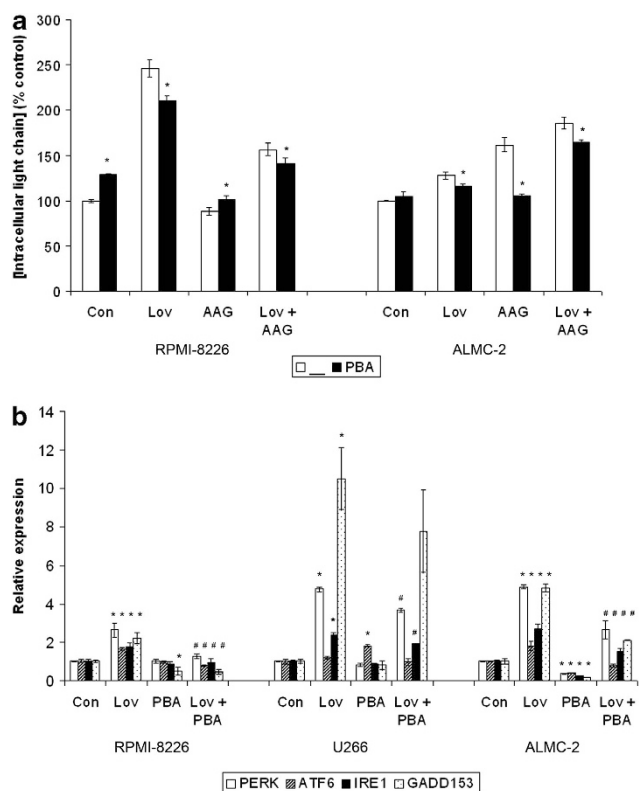 a
[Intracellular light chain] (% control)
300
250
200
150
100
50
0
* * * * * * *
Con Lov AAG Lov + AAG Con Lov AAG Lov + AAG
RPMI-8226 ALMC-2
__ PBA
b
Relative expression
14
12
10
8
6
4
2
0
* * * * * # # # # * * * * # # * * * * * * * * # # # #
Con Lov PBA Lov + PBA Con Lov PBA Lov + PBA Con Lov PBA Lov + PBA
RPMI-8226 U266 ALMC-2
PERK ATF6 IRE1 GADD153